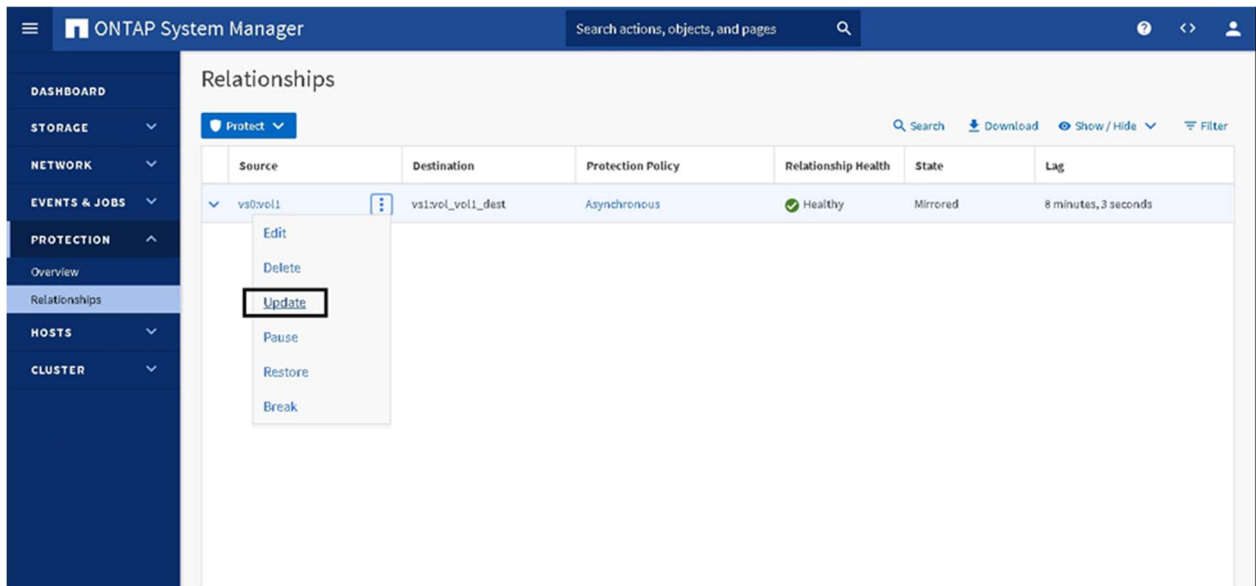 ONTAP System Manager
Search actions, objects, and pages
DASHBOARD
STORAGE
NETWORK
EVENTS & JOBS
PROTECTION
Overview
Relationships
HOSTS
CLUSTER
Relationships
Protect
Search Download Show / Hide Filter
Source Destination Protection Policy Relationship Health State Lag
vs0:vol1 vs1:vol_vol1_dest Asynchronous Healthy Mirrored 8 minutes, 3 seconds
Edit
Delete
Update
Pause
Restore
Break